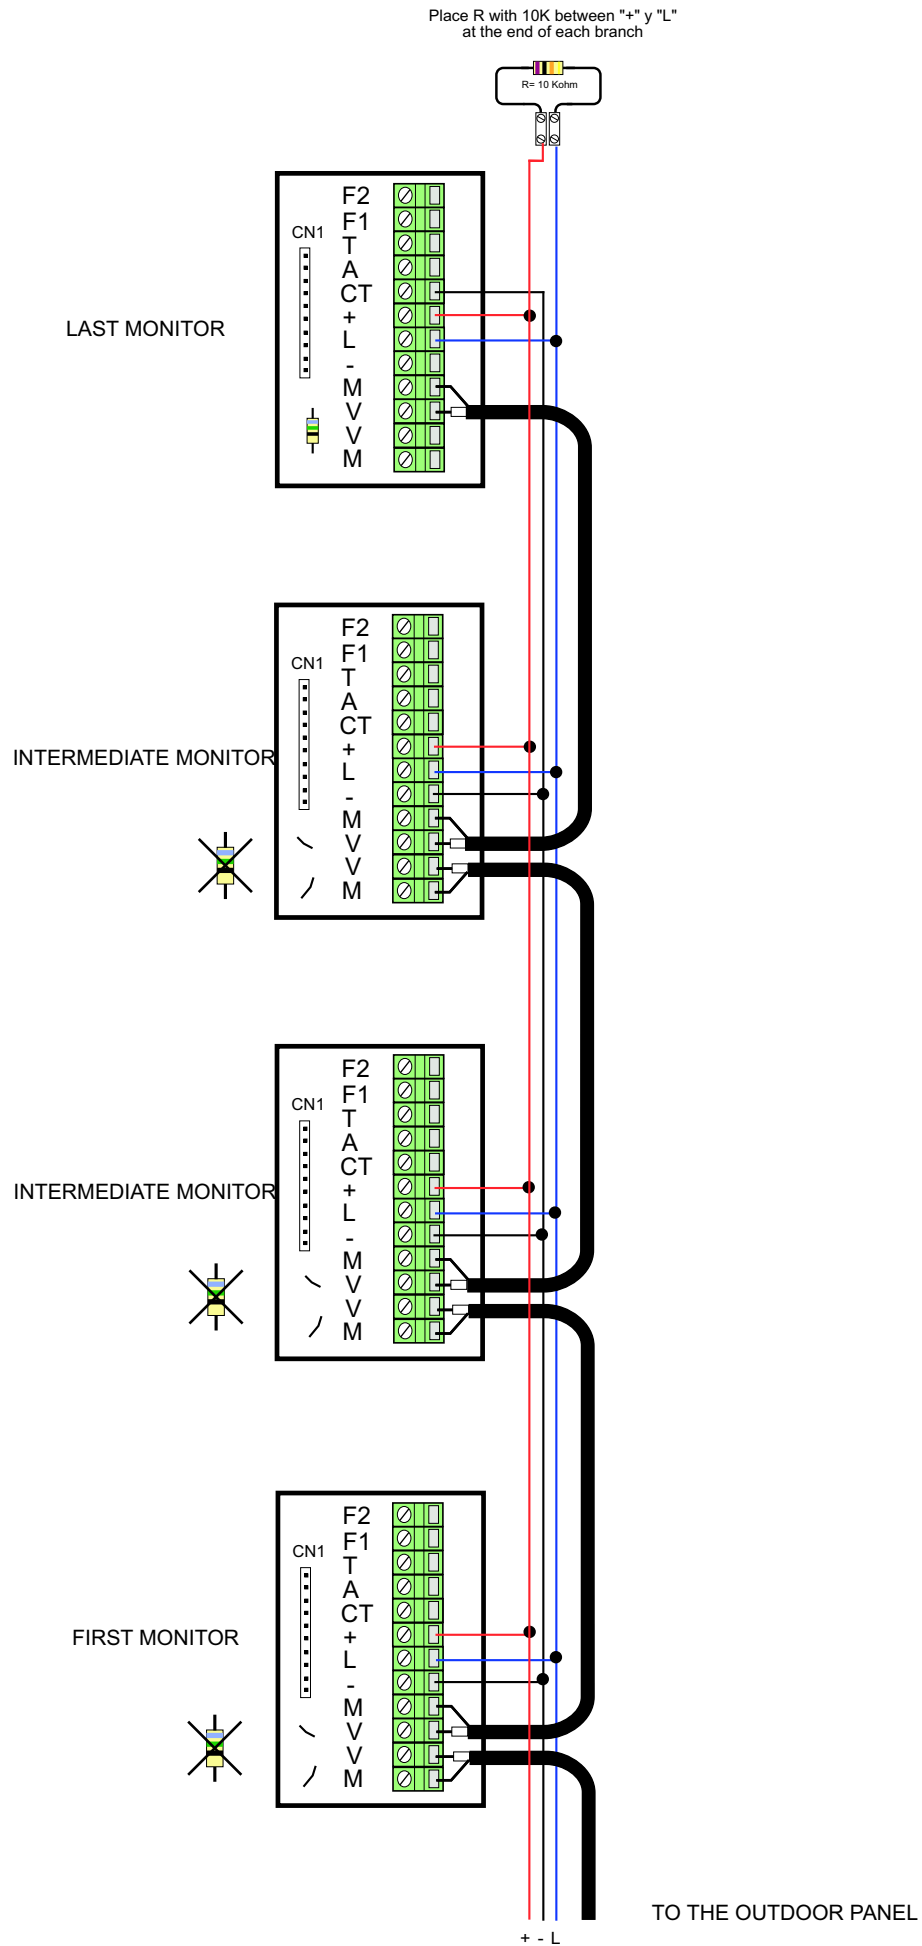 Place R with 10K between "+" y "L"
at the end of each branch
R= 10 Kohm
LAST MONITOR
CN1
F2
F1
T
A
CT
+
L
-
M
V
V
M
INTERMEDIATE MONITOR
CN1
F2
F1
T
A
CT
+
L
-
M
V
V
M
INTERMEDIATE MONITOR
CN1
F2
F1
T
A
CT
+
L
-
M
V
V
M
FIRST MONITOR
CN1
F2
F1
T
A
CT
+
L
-
M
V
V
M
TO THE OUTDOOR PANEL
+ - L